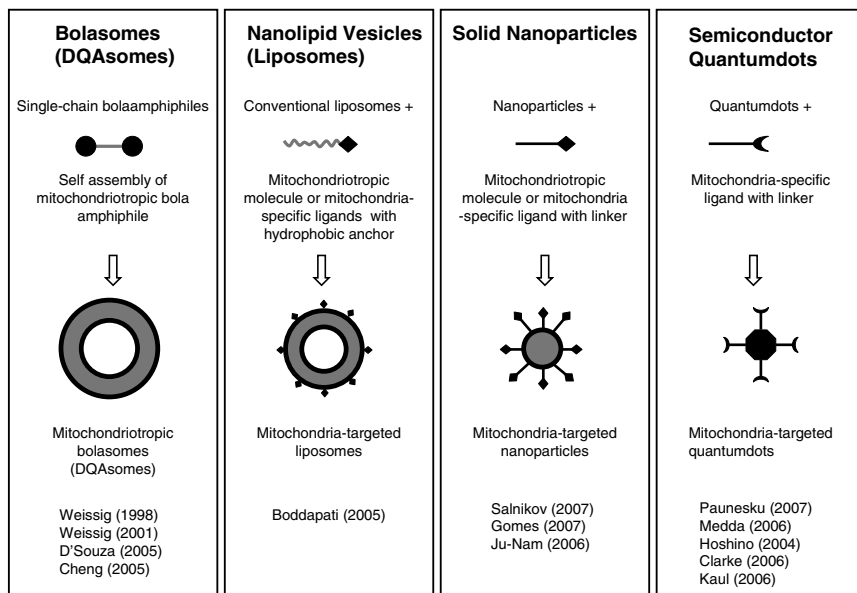 Bolasomes
(DQAsomes)
Single-chain bolaamphiphiles
Self assembly of
mitochondriotropic bola
amphiphile
Mitochondriotropic
bolasomes
(DQAsomes)
Weissig (1998)
Weissig (2001)
D'Souza (2005)
Cheng (2005)
Nanolipid Vesicles
(Liposomes)
Conventional liposomes +
Mitochondriotropic
molecule or mitochondria-
specific ligands with
hydrophobic anchor
Mitochondria-targeted
liposomes
Boddapati (2005)
Solid Nanoparticles
Nanoparticles +
Mitochondriotropic
molecule or mitochondria
-specific ligand with linker
Mitochondria-targeted
nanoparticles
Salnikov (2007)
Gomes (2007)
Ju-Nam (2006)
Semiconductor
Quantumdots
Quantumdots +
Mitochondria-specific
ligand with linker
Mitochondria-targeted
quantumdots
Paunesku (2007)
Medda (2006)
Hoshino (2004)
Clarke (2006)
Kaul (2006)